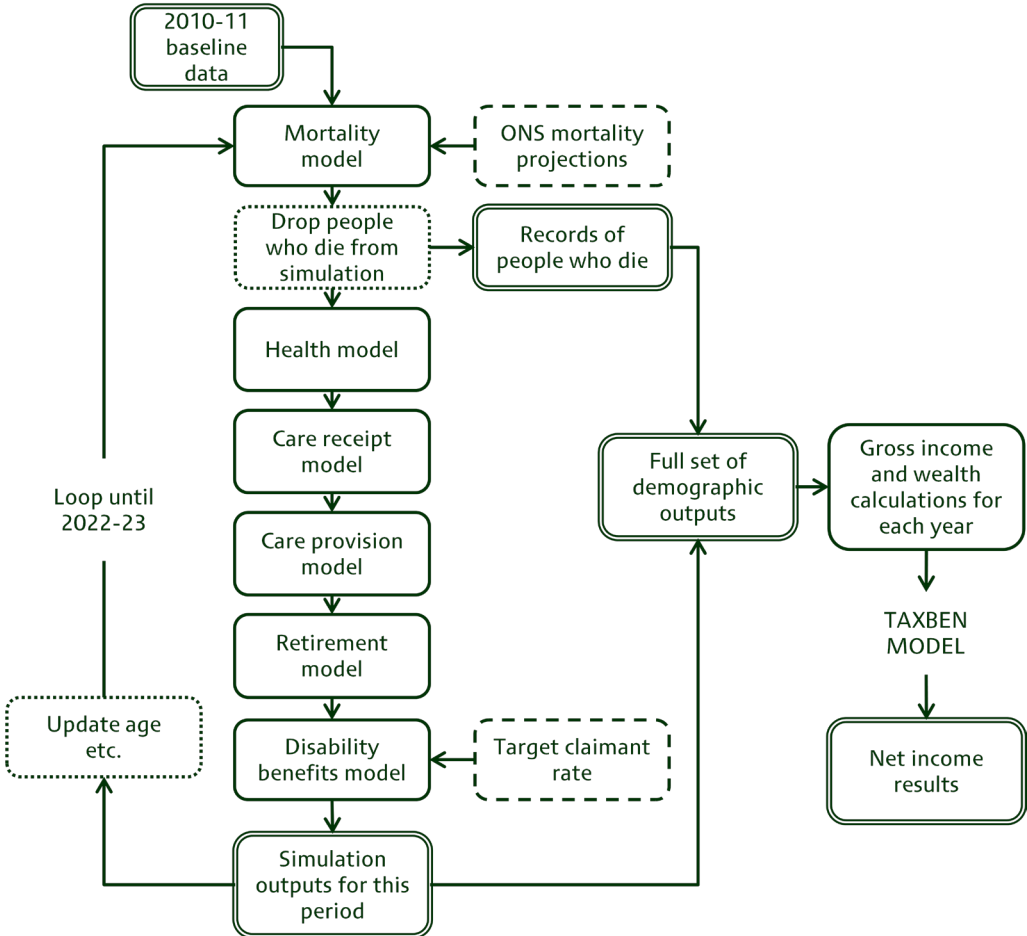 2010-11
baseline
data
Mortality
model
ONS mortality
projections
Drop people
who die from
simulation
Records of
people who die
Health model
Care receipt
model
Full set of
demographic
outputs
Gross income
and wealth
calculations for
each year
Loop until
2022-23
Care provision
model
TAXBEN
MODEL
Retirement
model
Update age
etc.
Disability
benefits model
Target claimant
rate
Net income
results
Simulation
outputs for this
period